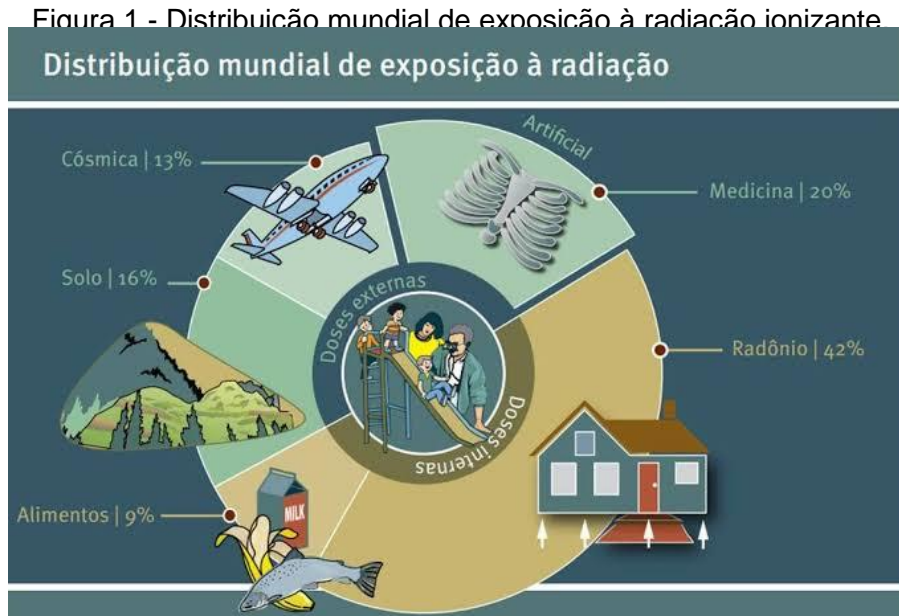 Figura 1 - Distribuição mundial de exposição à radiação ionizante.
Distribuição mundial de exposição à radiação
Artificial
Cósmica | 13%
Medicina | 20%
Solo | 16%
Doses externas
Radônio | 42%
Doses internas
Alimentos | 9%
MILK